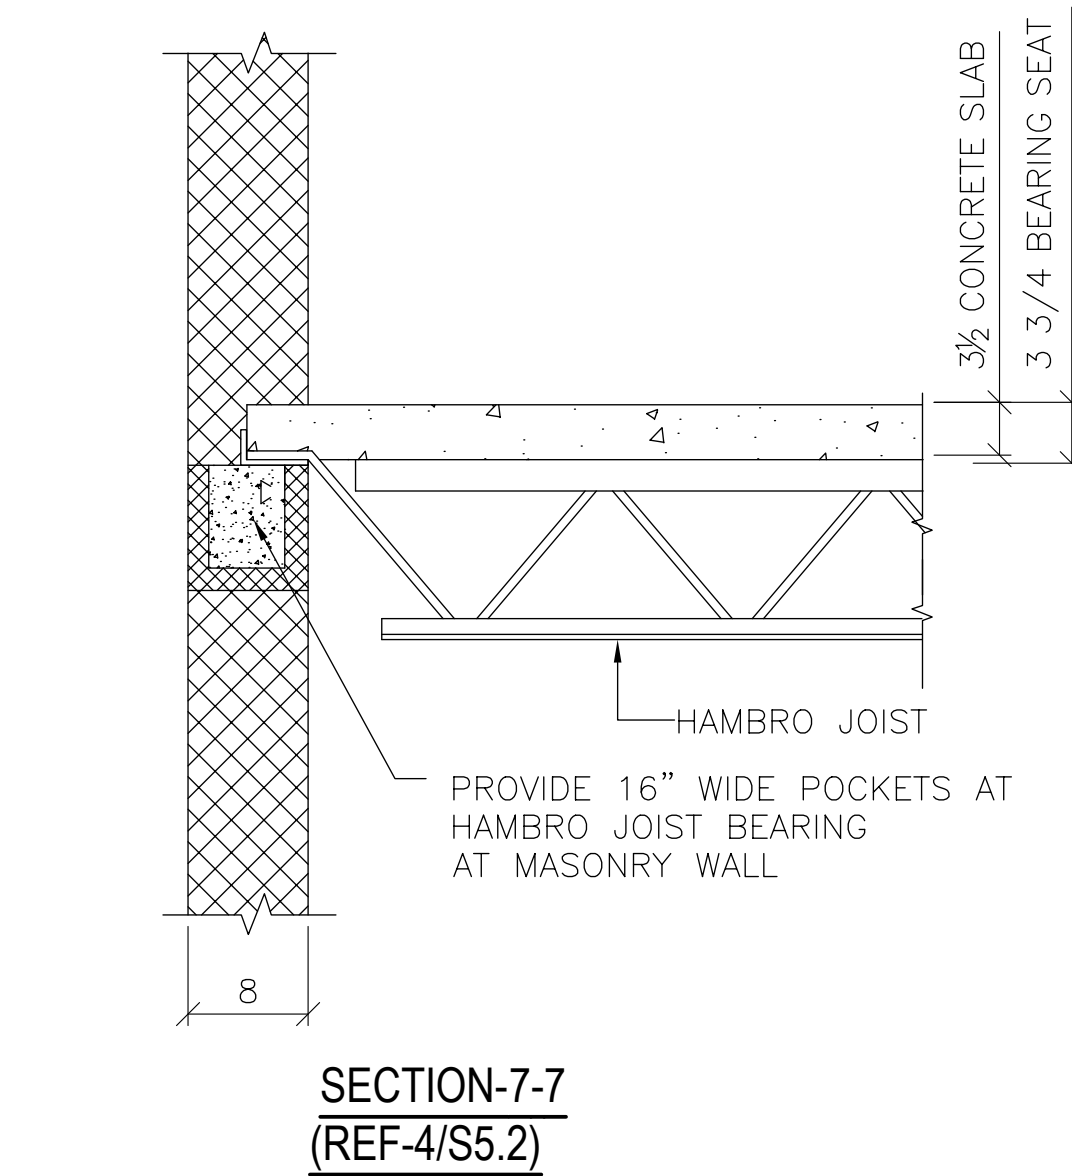 3½ CONCRETE SLAB
3 3/4 BEARING SEAT
HAMBRO JOIST
PROVIDE 16” WIDE POCKETS AT
HAMBRO JOIST BEARING
AT MASONRY WALL
8
SECTION-7-7
(REF-4/S5.2)